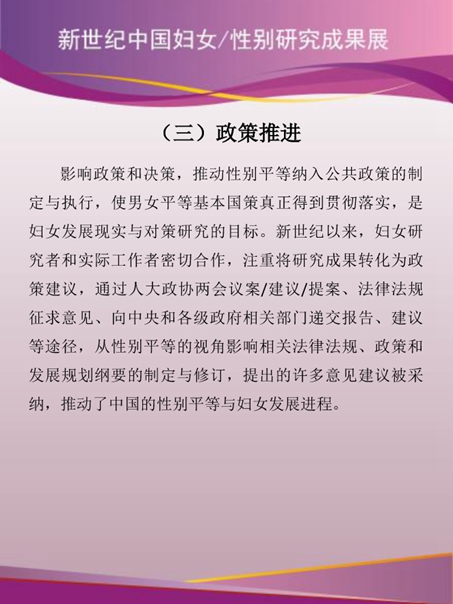 新世纪中国妇女/性别研究成果展
（三）政策推进
影响政策和决策，推动性别平等纳入公共政策的制
定与执行，使男女平等基本国策真正得到贯彻落实，是
妇女发展现实与对策研究的目标。新世纪以来，妇女研
究者和实际工作者密切合作，注重将研究成果转化为政
策建议，通过人大政协两会议案/建议/提案、法律法规
征求意见、向中央和各级政府相关部门递交报告、建议
等途径，从性别平等的视角影响相关法律法规、政策和
发展规划纲要的制定与修订，提出的许多意见建议被采
纳，推动了中国的性别平等与妇女发展进程。